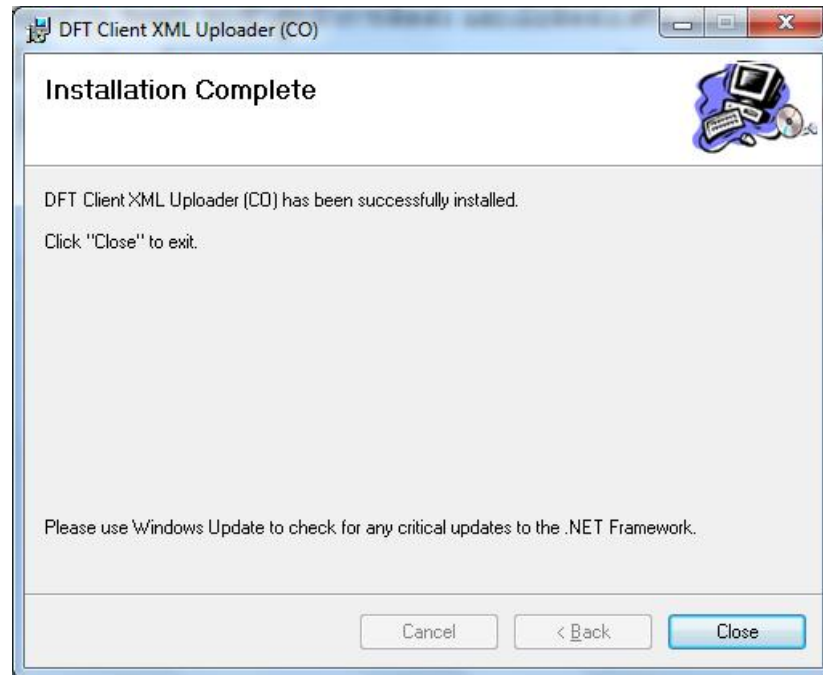 DFT Client XML Uploader (CO)
Installation Complete
DFT Client XML Uploader (CO) has been successfully installed.
Click "Close" to exit.
Please use Windows Update to check for any critical updates to the .NET Framework.
Cancel
< Back
Close